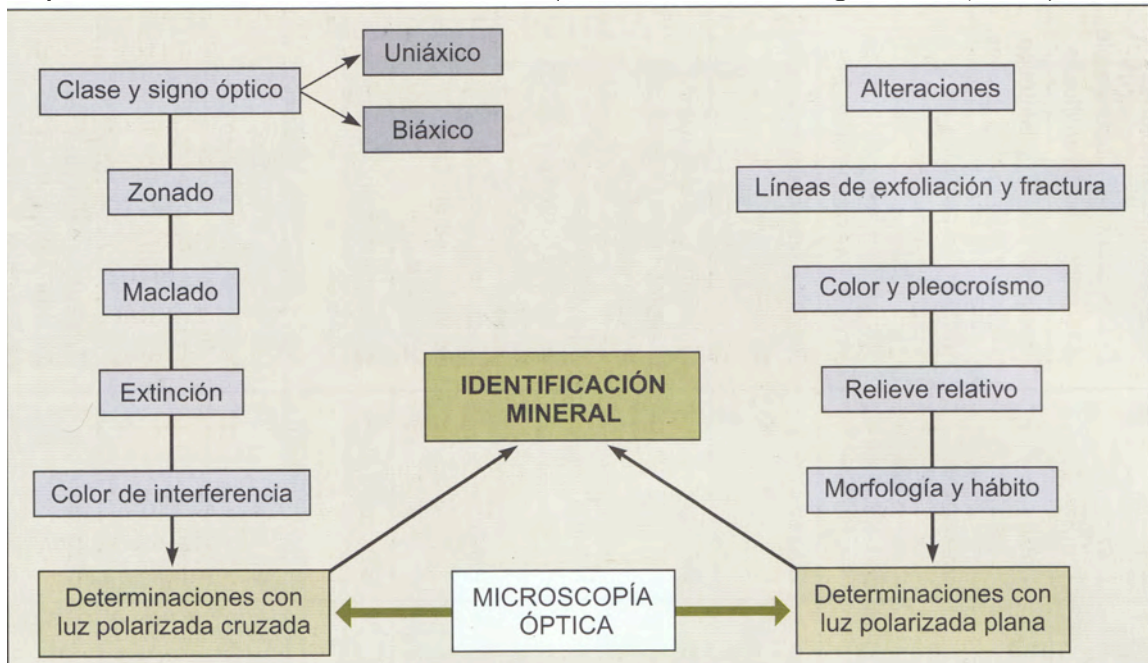 Uniáxico
Clase y signo óptico
Biáxico
Zonado
Maclado
Extinción
Color de interferencia
Determinaciones con
luz polarizada cruzada
IDENTIFICACIÓN
MINERAL
MICROSCOPÍA
ÓPTICA
Alteraciones
Líneas de exfoliación y fractura
Color y pleocroísmo
Relieve relativo
Morfología y hábito
Determinaciones con
luz polarizada plana